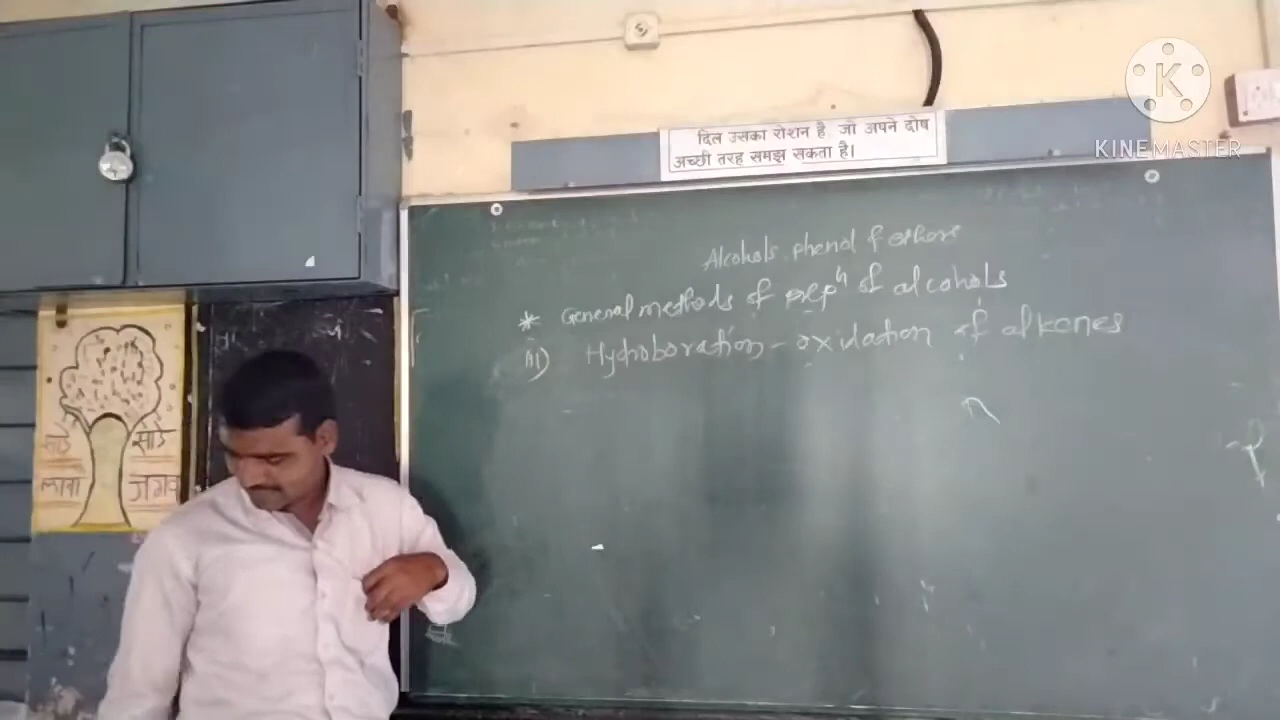 K
KINEMASTER
दिल उसका रोशन है, जो अपने दोष
अच्छी तरह समझ सकता है।
Alcohols phenol & ethers
* General methods of prepn of alcohols
iii) Hydroboration - oxidation of alkenes
झाडे
लावा
जगवा